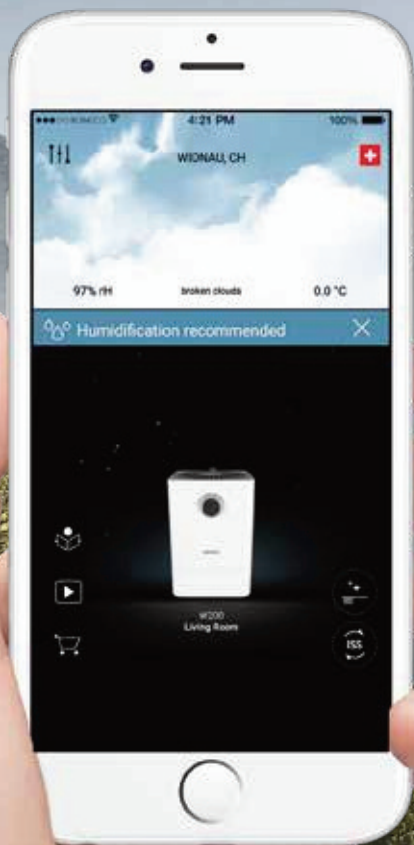 4:21 PM
100%
WIDNAU, CH
97% rH broken clouds 0.0 °C
Humidification recommended
W200
Living Room
ISS